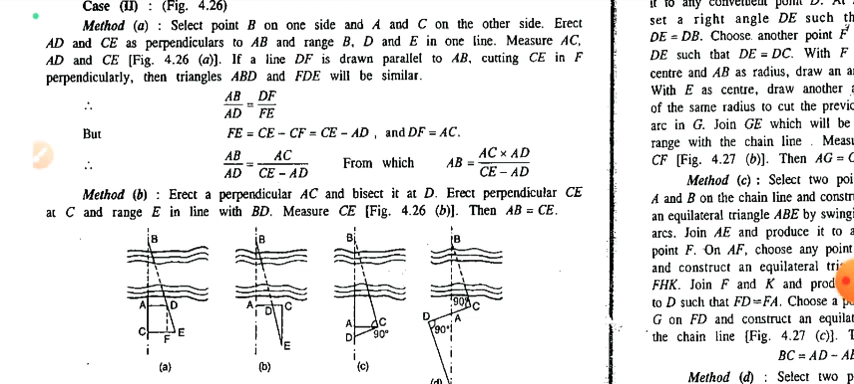 Case (II) : (Fig. 4.26)
Method (a) : Select point B on one side and A and C on the other side. Erect
AD and CE as perpendiculars to AB and range B, D and E in one line. Measure AC,
AD and CE [Fig. 4.26 (a)]. If a line DF is drawn parallel to AB, cutting CE in F
perpendicularly, then triangles ABD and FDE will be similar.
∴ AB/AD = DF/FE
But FE = CE − CF = CE − AD , and DF = AC.
∴ AB/AD = AC/(CE − AD) From which AB = (AC × AD)/(CE − AD)
Method (b) : Erect a perpendicular AC and bisect it at D. Erect perpendicular CE
at C and range E in line with BD. Measure CE [Fig. 4.26 (b)]. Then AB = CE.
B B B B
A D A D C A C 90° C
C F E E D 90° D 90°
(a) (b) (c) (d)
it to any convenient point D. At
set a right angle DE such th
DE = DB. Choose another point F
DE such that DE = DC. With F
centre and AB as radius, draw an a
With E as centre, draw another a
of the same radius to cut the previo
arc in G. Join GE which will be
range with the chain line . Meas
CF [Fig. 4.27 (b)]. Then AG = C
Method (c) : Select two poi
A and B on the chain line and constr
an equilateral triangle ABE by swingi
arcs. Join AE and produce it to a
point F. On AF, choose any point
and construct an equilateral tri
FHK. Join F and K and prod
to D such that FD = FA. Choose a p
G on FD and construct an equilat
the chain line [Fig. 4.27 (c)]. T
BC = AD − AE
Method (d) : Select two p